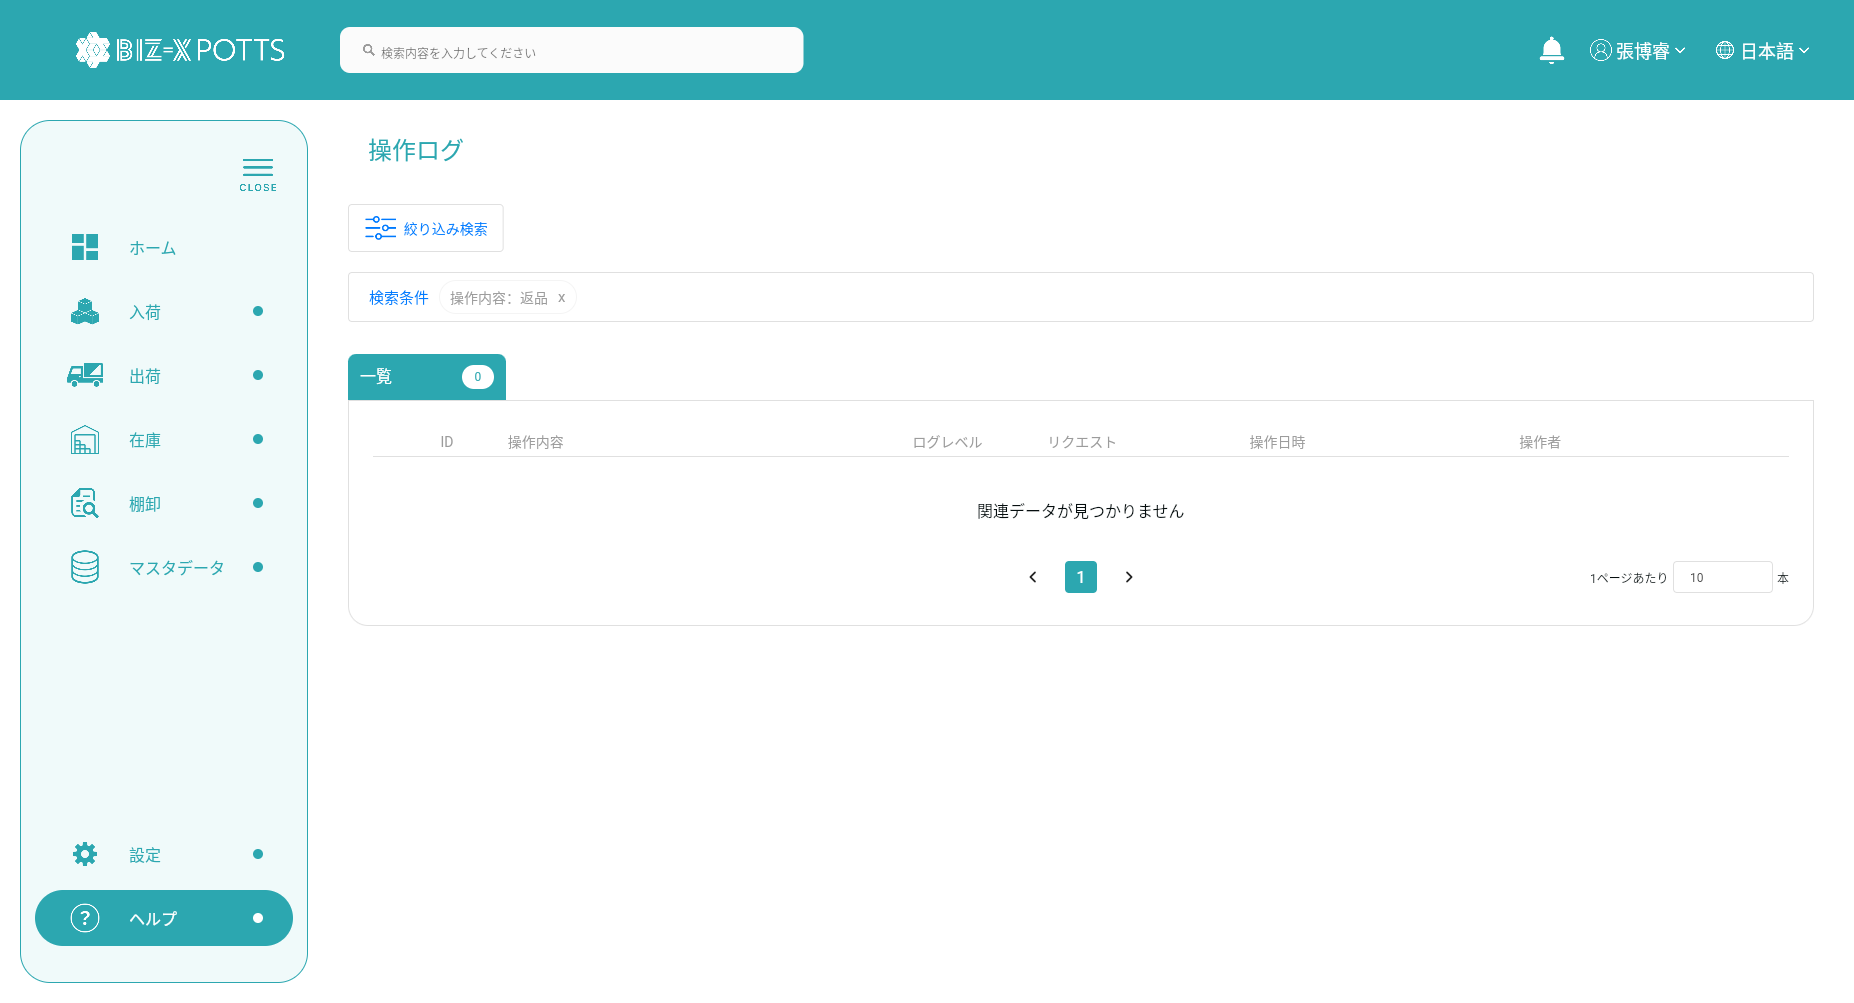 BIZ=X POTTS
検索内容を入力してください
張博睿
日本語
CLOSE
ホーム
入荷
出荷
在庫
棚卸
マスタデータ
設定
? ヘルプ
操作ログ
絞り込み検索
検索条件 操作内容: 返品 x
一覧 0
ID 操作内容 ログレベル リクエスト 操作日時 操作者
関連データが見つかりません
1
1ページあたり 10 本